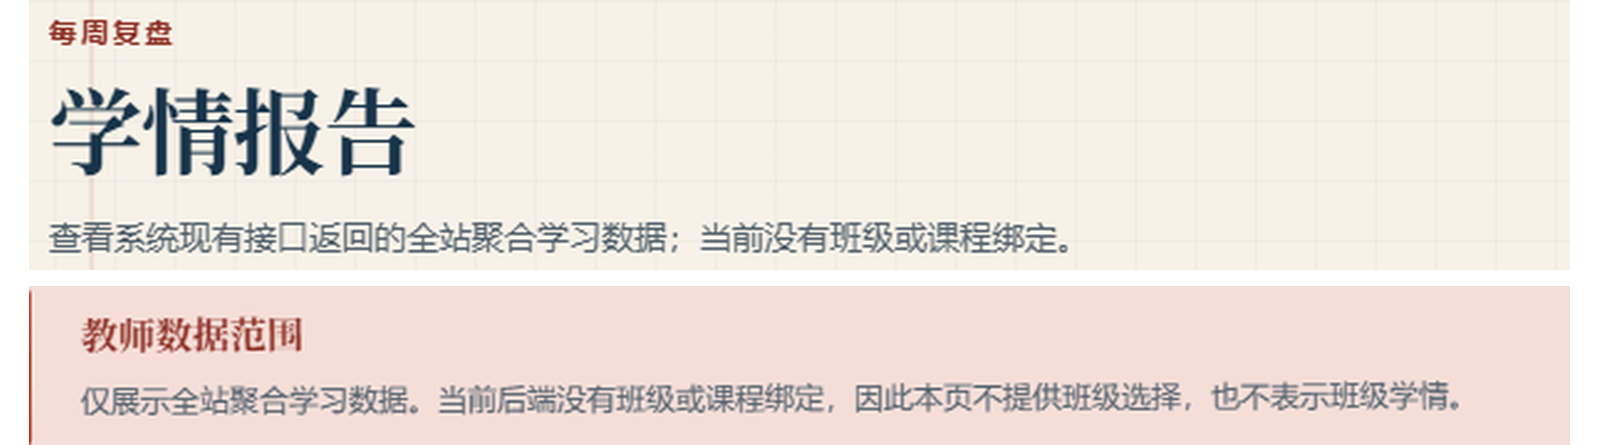 每周复盘
学情报告
查看系统现有接口返回的全站聚合学习数据；当前没有班级或课程绑定。
教师数据范围
仅展示全站聚合学习数据。当前后端没有班级或课程绑定，因此本页不提供班级选择，也不表示班级学情。